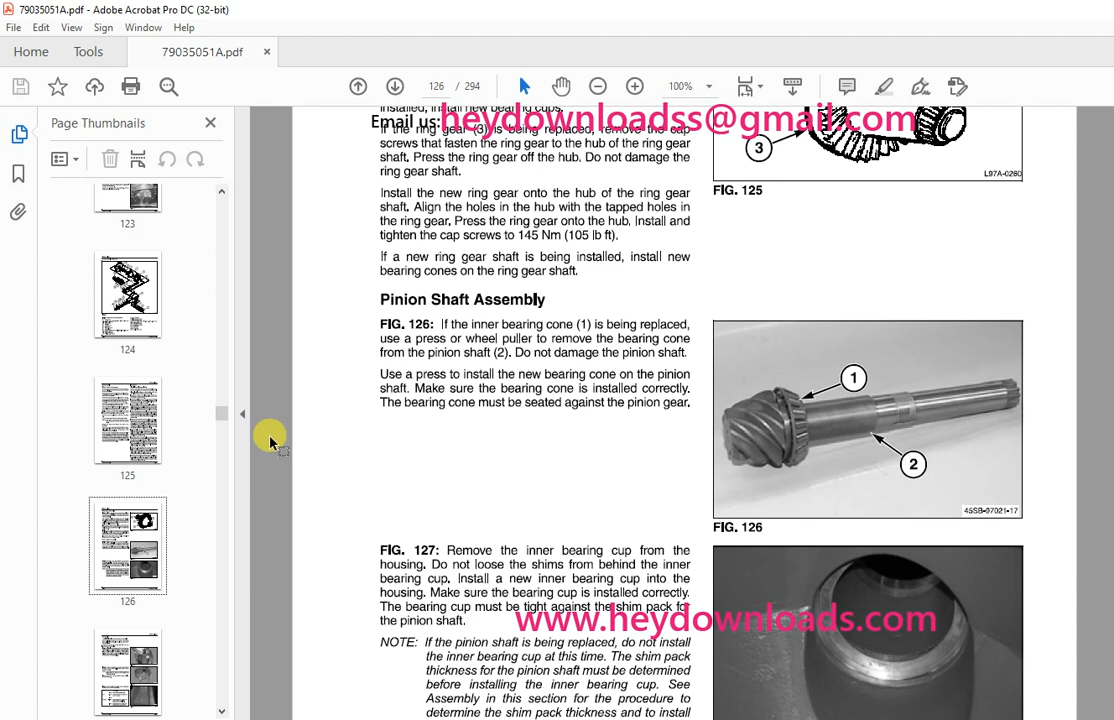 79035051A.pdf - Adobe Acrobat Pro DC (32-bit)
File Edit View Sign Window Help
Home Tools 79035051A.pdf ×
126 / 294 100%
Page Thumbnails ×
123
124
125
126
installed, install new bearing cups.
Email us:heydownloadss@gmail.com
If the ring gear (3) is being replaced, remove the cap
screws that fasten the ring gear to the hub of the ring gear
shaft. Press the ring gear off the hub. Do not damage the
ring gear shaft.
Install the new ring gear onto the hub of the ring gear
shaft. Align the holes in the hub with the tapped holes in
the ring gear. Press the ring gear onto the hub. Install and
tighten the cap screws to 145 Nm (105 lb ft).
If a new ring gear shaft is being installed, install new
bearing cones on the ring gear shaft.
3
L97A-0260
FIG. 125
Pinion Shaft Assembly
FIG. 126: If the inner bearing cone (1) is being replaced,
use a press or wheel puller to remove the bearing cone
from the pinion shaft (2). Do not damage the pinion shaft.
Use a press to install the new bearing cone on the pinion
shaft. Make sure the bearing cone is installed correctly.
The bearing cone must be seated against the pinion gear.
1
2
45SB-97021-17
FIG. 126
FIG. 127: Remove the inner bearing cup from the
housing. Do not loose the shims from behind the inner
bearing cup. Install a new inner bearing cup into the
housing. Make sure the bearing cup is installed correctly.
The bearing cup must be tight against the shim pack for
the pinion shaft.
www.heydownloads.com
NOTE: If the pinion shaft is being replaced, do not install
the inner bearing cup at this time. The shim pack
thickness for the pinion shaft must be determined
before installing the inner bearing cup. See
Assembly in this section for the procedure to
determine the shim pack thickness and to install